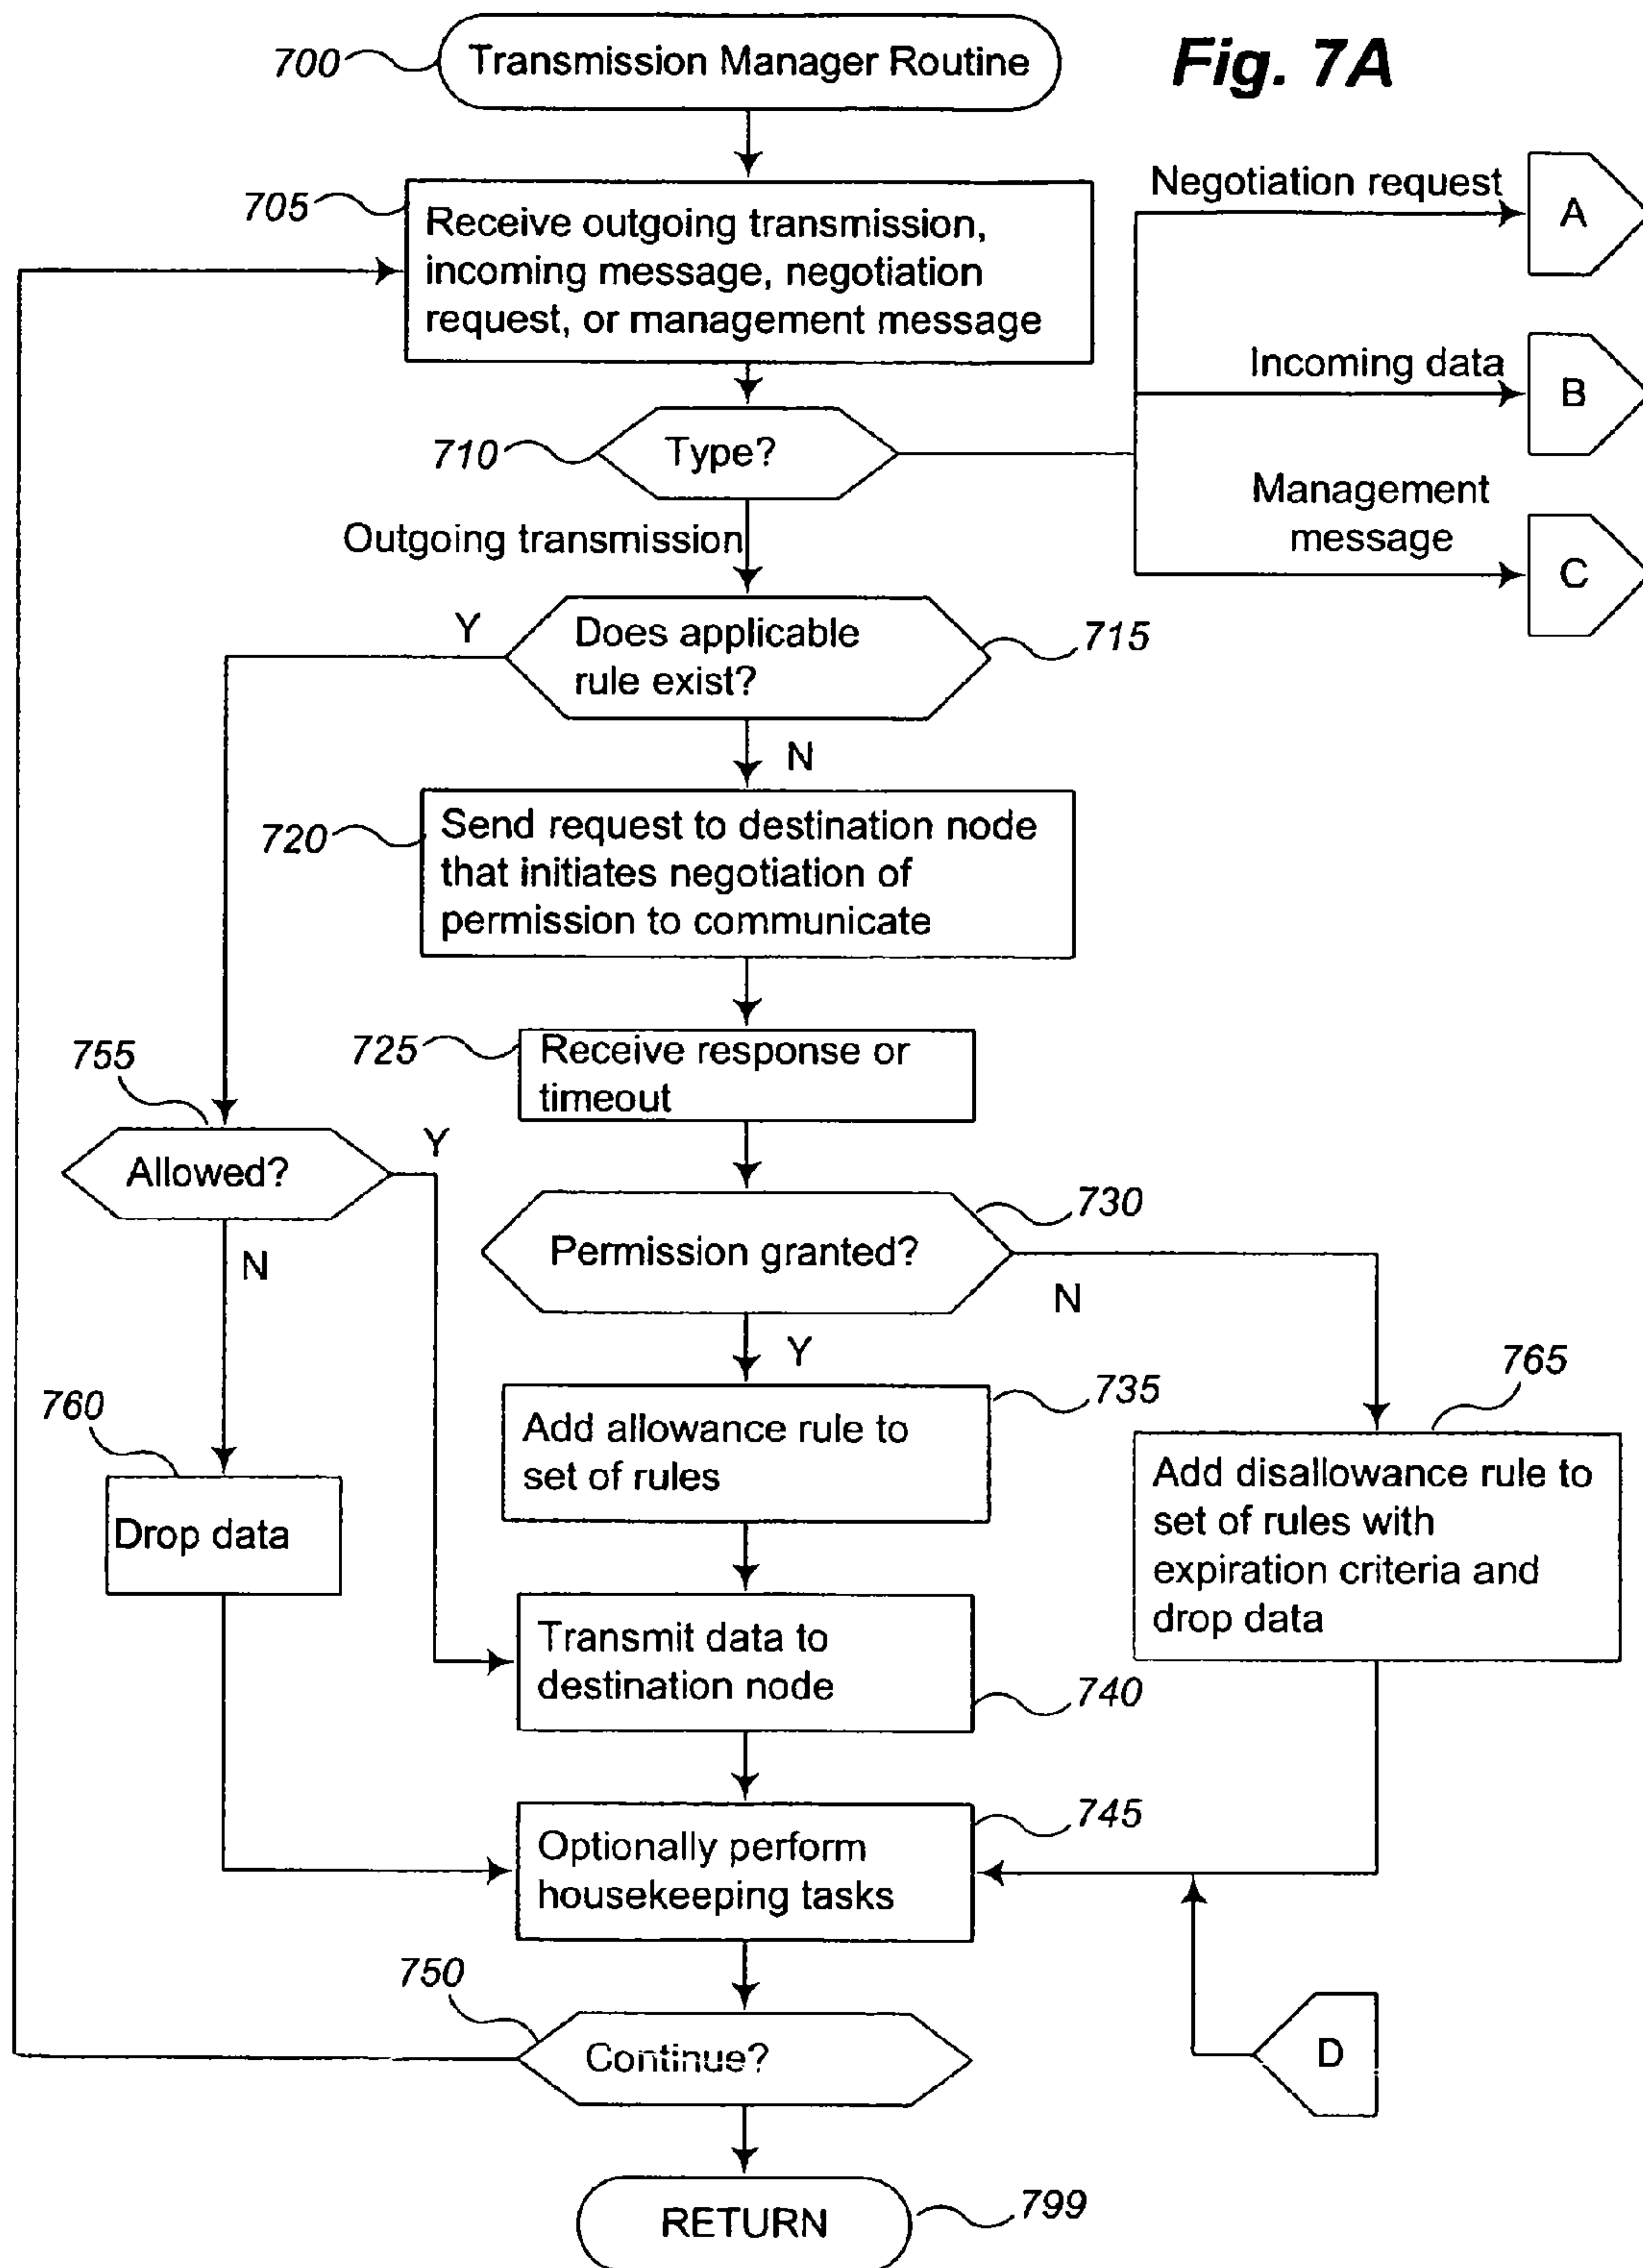 700
Transmission Manager Routine
Fig. 7A
705
Receive outgoing transmission,
incoming message, negotiation
request, or management message
Negotiation request
A
Incoming data
B
Management
message
C
710
Type?
Outgoing transmission
Y
Does applicable
rule exist?
715
N
720
Send request to destination node
that initiates negotiation of
permission to communicate
725
Receive response or
timeout
755
Allowed?
Y
N
730
Permission granted?
N
Y
735
Add allowance rule to
set of rules
765
Add disallowance rule to
set of rules with
expiration criteria and
drop data
760
Drop data
Transmit data to
destination node
740
745
Optionally perform
housekeeping tasks
750
Continue?
D
RETURN
799